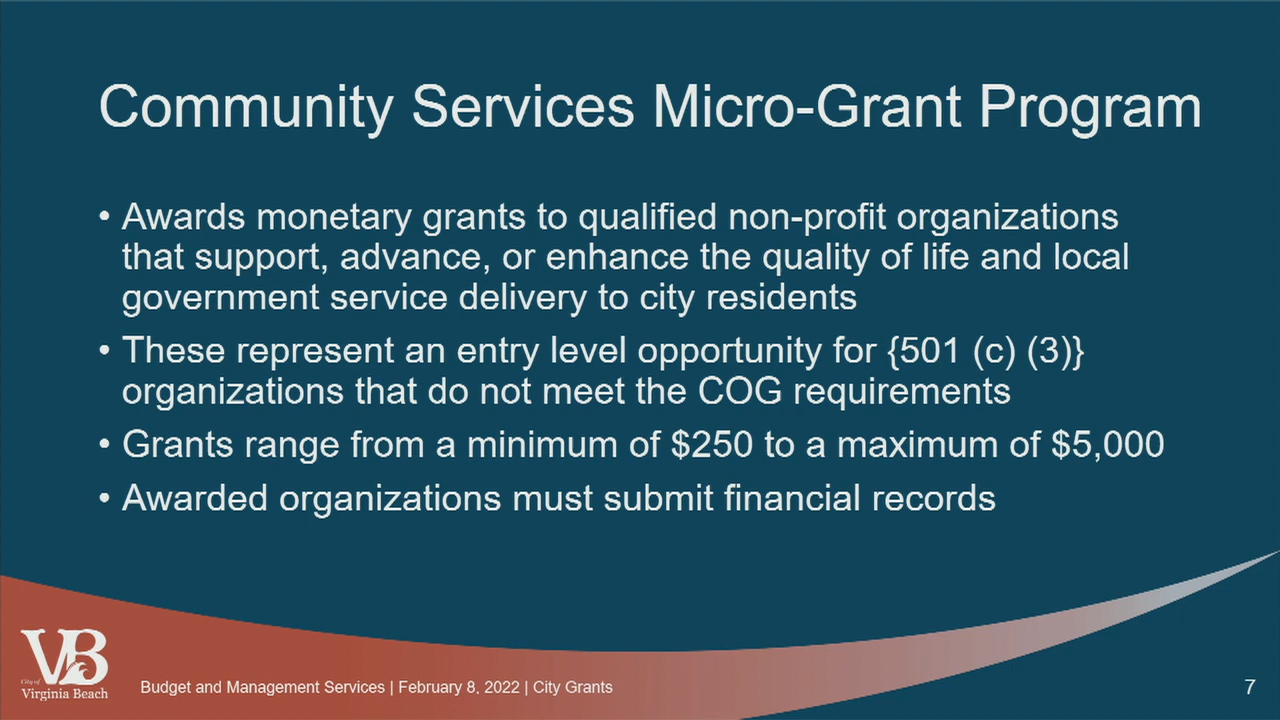 Community Services Micro-Grant Program
• Awards monetary grants to qualified non-profit organizations
that support, advance, or enhance the quality of life and local
government service delivery to city residents
• These represent an entry level opportunity for {501 (c) (3)}
organizations that do not meet the COG requirements
• Grants range from a minimum of $250 to a maximum of $5,000
• Awarded organizations must submit financial records
VB
City of
Virginia Beach
Budget and Management Services | February 8, 2022 | City Grants
7